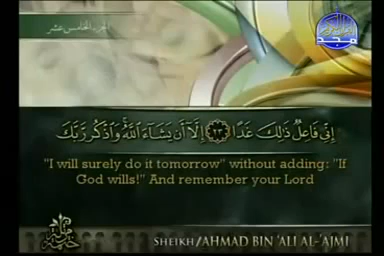 الجزء الخامس عشر
المجد
إِنِّي فَاعِلٌ ذَٰلِكَ غَدًا ﴿٢٣﴾ إِلَّا أَن يَشَاءَ اللَّهُ ۚ وَاذْكُر رَّبَّكَ
"I will surely do it tomorrow" without adding: "If
God wills!" And remember your Lord
SHEIKH/AHMAD BIN 'ALI AL-'AJMI